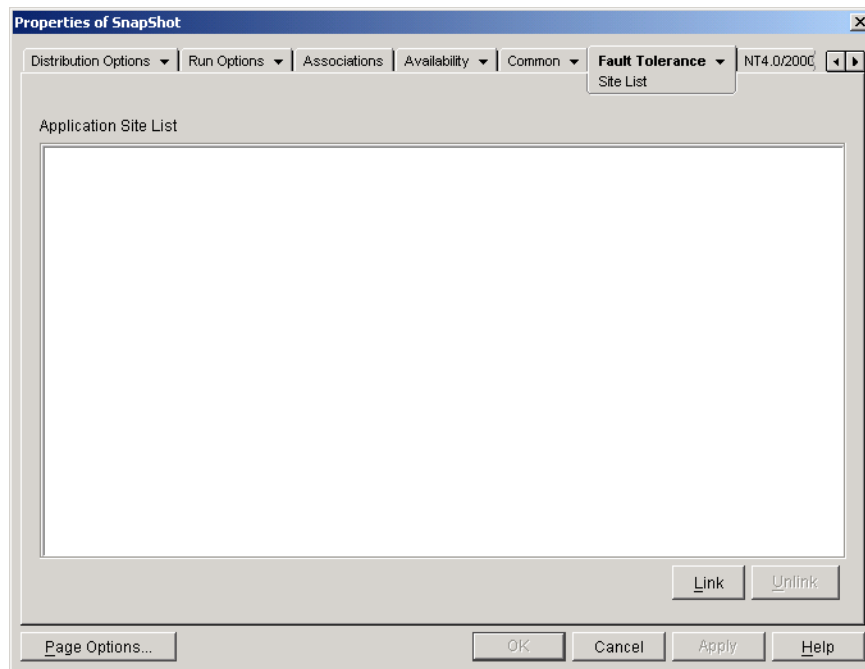 Properties of SnapShot
Distribution Options Run Options Associations Availability Common Fault Tolerance NT4.0/2000
Site List
Application Site List
Link Unlink
Page Options... OK Cancel Apply Help